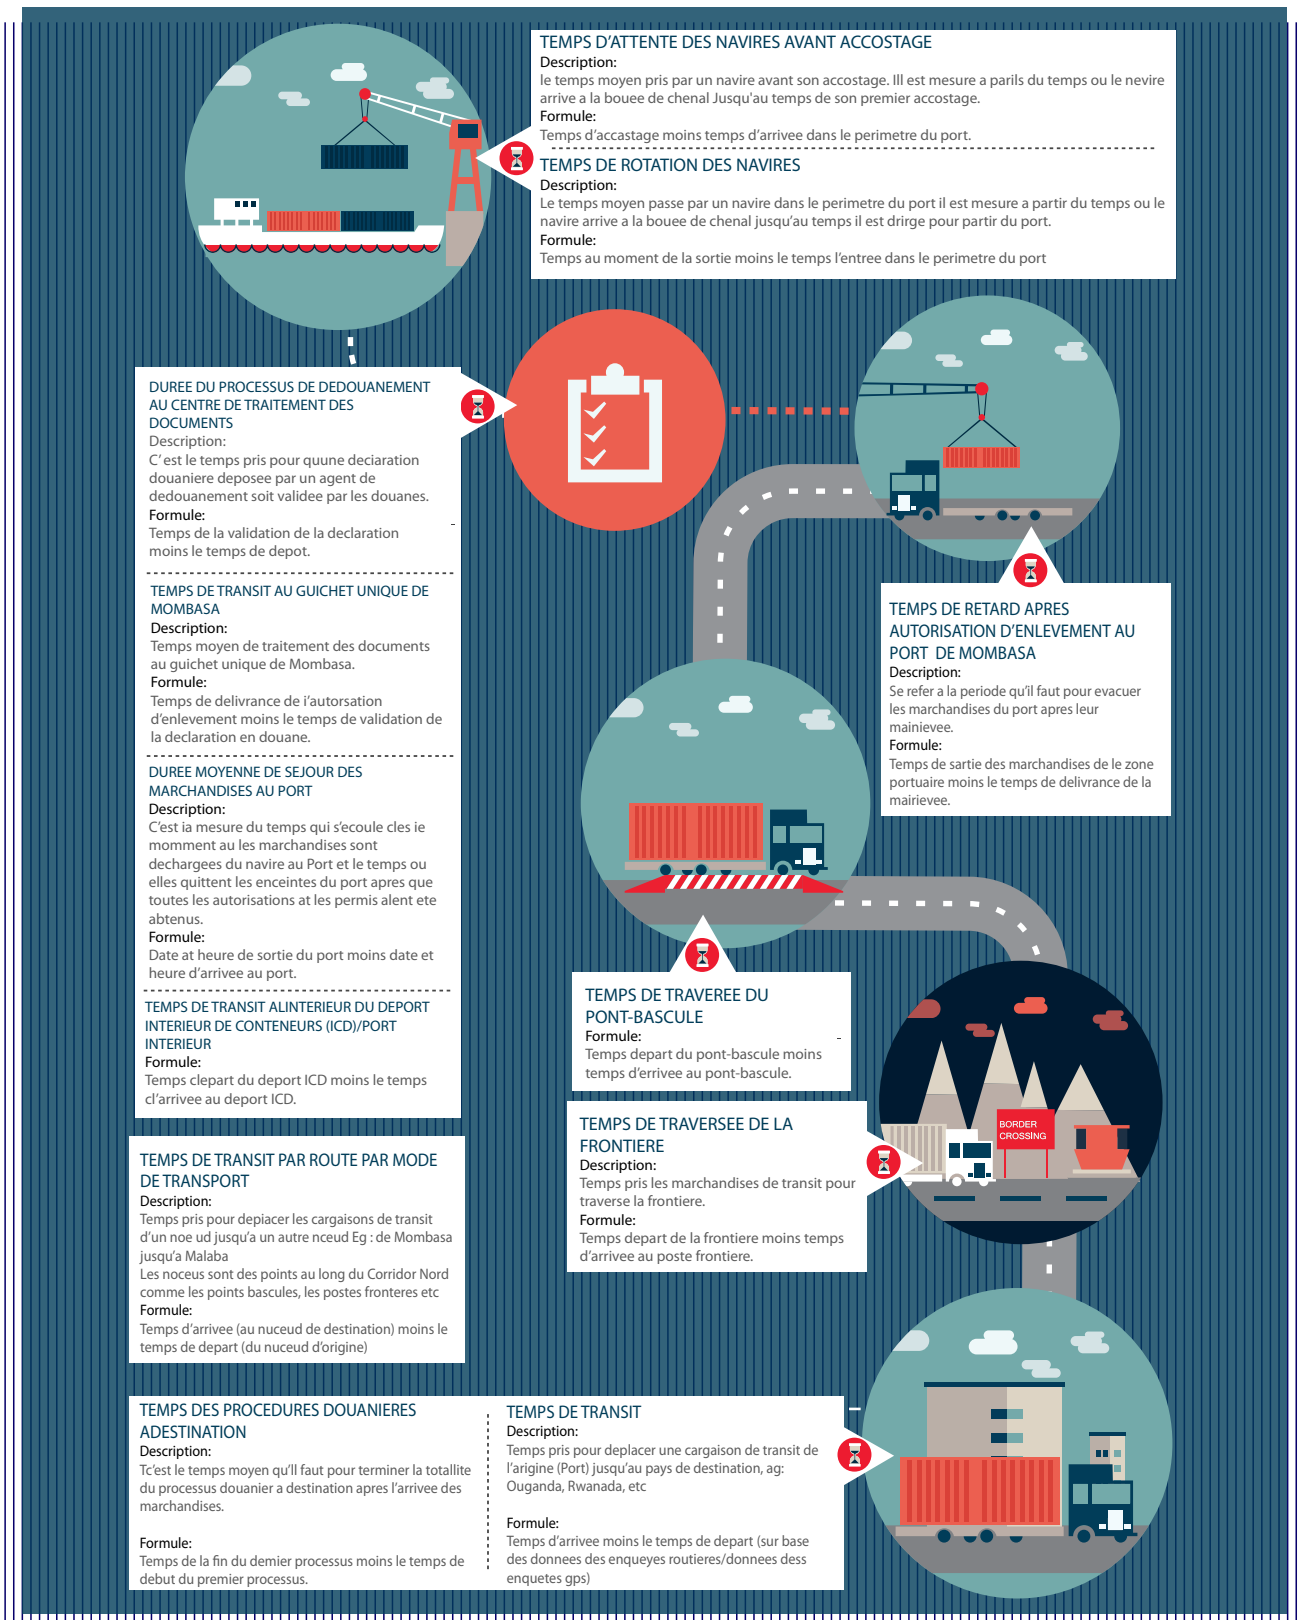 TEMPS D'ATTENTE DES NAVIRES AVANT ACCOSTAGE
Description:
le temps moyen pris par un navire avant son accostage. Ill est mesure a parils du temps ou le nevire
arrive a la bouee de chenal Jusqu'au temps de son premier accostage.
Formule:
Temps d'accastage moins temps d'arrivee dans le perimetre du port.
TEMPS DE ROTATION DES NAVIRES
Description:
Le temps moyen passe par un navire dans le perimetre du port il est mesure a partir du temps ou le
navire arrive a la bouee de chenal jusqu'au temps il est drirge pour partir du port.
Formule:
Temps au moment de la sortie moins le temps l'entree dans le perimetre du port
DUREE DU PROCESSUS DE DEDOUANEMENT
AU CENTRE DE TRAITEMENT DES
DOCUMENTS
Description:
C' est le temps pris pour quune deciaration
douaniere deposee par un agent de
dedouanement soit validee par les douanes.
Formule:
Temps de la validation de la declaration
moins le temps de depot.
TEMPS DE TRANSIT AU GUICHET UNIQUE DE
MOMBASA
Description:
Temps moyen de traitement des documents
au guichet unique de Mombasa.
Formule:
Temps de delivrance de i'autorsation
d'enlevement moins le temps de validation de
la declaration en douane.
DUREE MOYENNE DE SEJOUR DES
MARCHANDISES AU PORT
Description:
C'est ia mesure du temps qui s'ecoule cles ie
momment au les marchandises sont
dechargees du navire au Port et le temps ou
elles quittent les enceintes du port apres que
toutes les autorisations at les permis alent ete
abtenus.
Formule:
Date at heure de sortie du port moins date et
heure d'arrivee au port.
TEMPS DE TRANSIT ALINTERIEUR DU DEPORT
INTERIEUR DE CONTENEURS (ICD)/PORT
INTERIEUR
Formule:
Temps clepart du deport ICD moins le temps
cl'arrivee au deport ICD.
TEMPS DE RETARD APRES
AUTORISATION D'ENLEVEMENT AU
PORT DE MOMBASA
Description:
Se refer a la periode qu'il faut pour evacuer
les marchandises du port apres leur
mainievee.
Formule:
Temps de sartie des marchandises de le zone
portuaire moins le temps de delivrance de la
mairievee.
TEMPS DE TRAVEREE DU
PONT-BASCULE
Formule:
Temps depart du pont-bascule moins
temps d'errivee au pont-bascule.
TEMPS DE TRAVERSEE DE LA
FRONTIERE
Description:
Temps pris les marchandises de transit pour
traverse la frontiere.
Formule:
Temps depart de la frontiere moins temps
d'arrivee au poste frontiere.
BORDER
CROSSING
TEMPS DE TRANSIT PAR ROUTE PAR MODE
DE TRANSPORT
Description:
Temps pris pour depiacer les cargaisons de transit
d'un noe ud jusqu'a un autre nceud Eg : de Mombasa
jusqu'a Malaba
Les noceus sont des points au long du Corridor Nord
comme les points bascules, les postes fronteres etc
Formule:
Temps d'arrivee (au nuceud de destination) moins le
temps de depart (du nuceud d'origine)
TEMPS DES PROCEDURES DOUANIERES
ADESTINATION
Description:
Tc'est le temps moyen qu'll faut pour terminer la totallite
du processus douanier a destination apres l'arrivee des
marchandises.
Formule:
Temps de la fin du demier processus moins le temps de
debut du premier processus.
TEMPS DE TRANSIT
Description:
Temps pris pour deplacer une cargaison de transit de
l'arigine (Port) jusqu'au pays de destination, ag:
Ouganda, Rwanada, etc
Formule:
Temps d'arrivee moins le temps de depart (sur base
des donnees des enqueyes routieres/donnees dess
enquetes gps)